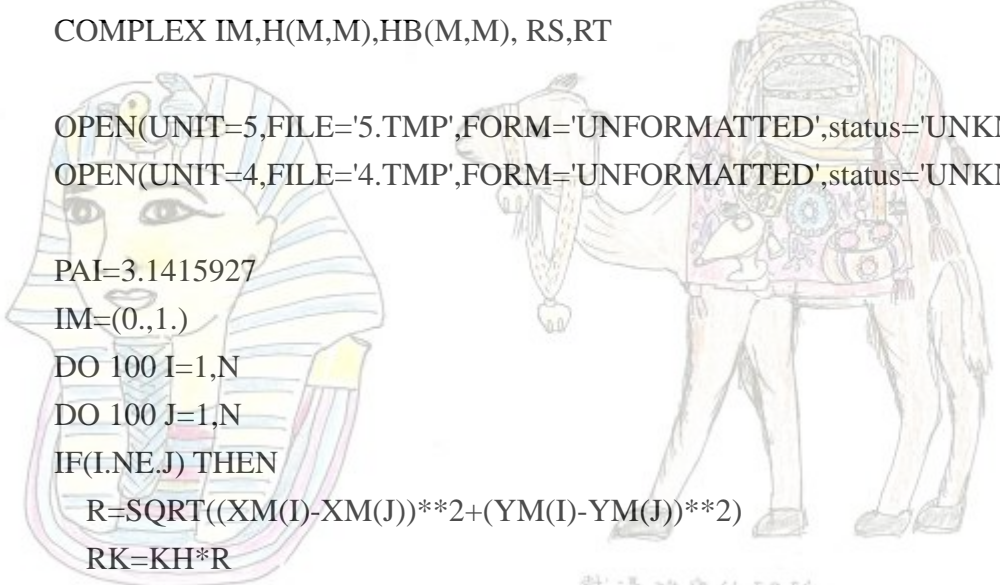 COMPLEX IM,H(M,M),HB(M,M), RS,RT
OPEN(UNIT=5,FILE='5.TMP',FORM='UNFORMATTED',status='UNK
OPEN(UNIT=4,FILE='4.TMP',FORM='UNFORMATTED',status='UNK
PAI=3.1415927
IM=(0.,1.)
DO 100 I=1,N
DO 100 J=1,N
IF(I.NE.J) THEN
R=SQRT((XM(I)-XM(J))**2+(YM(I)-YM(J))**2)
RK=KH*R